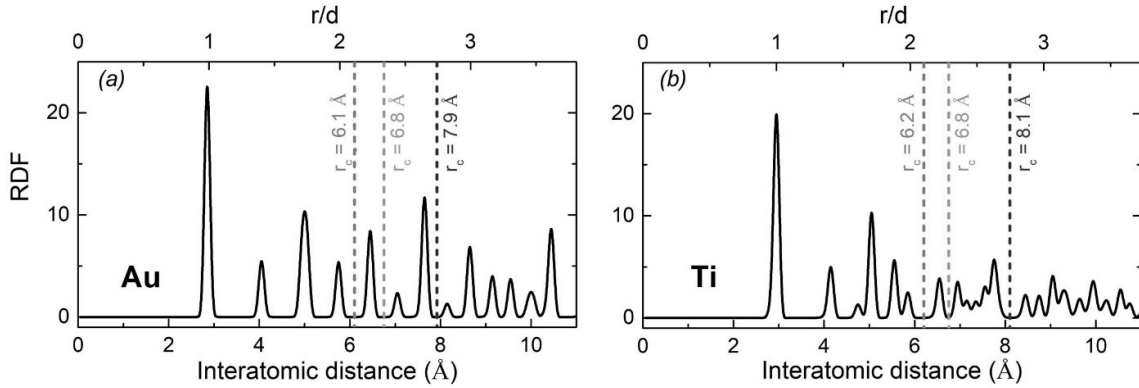 r/d
0 1 2 3
(a)
20
10
0
RDF
r_c = 6.1 Å
r_c = 6.8 Å
r_c = 7.9 Å
Au
0 2 4 6 8 10
Interatomic distance (Å)
r/d
0 1 2 3
(b)
20
10
0
r_c = 6.2 Å
r_c = 6.8 Å
r_c = 8.1 Å
Ti
0 2 4 6 8 10
Interatomic distance (Å)